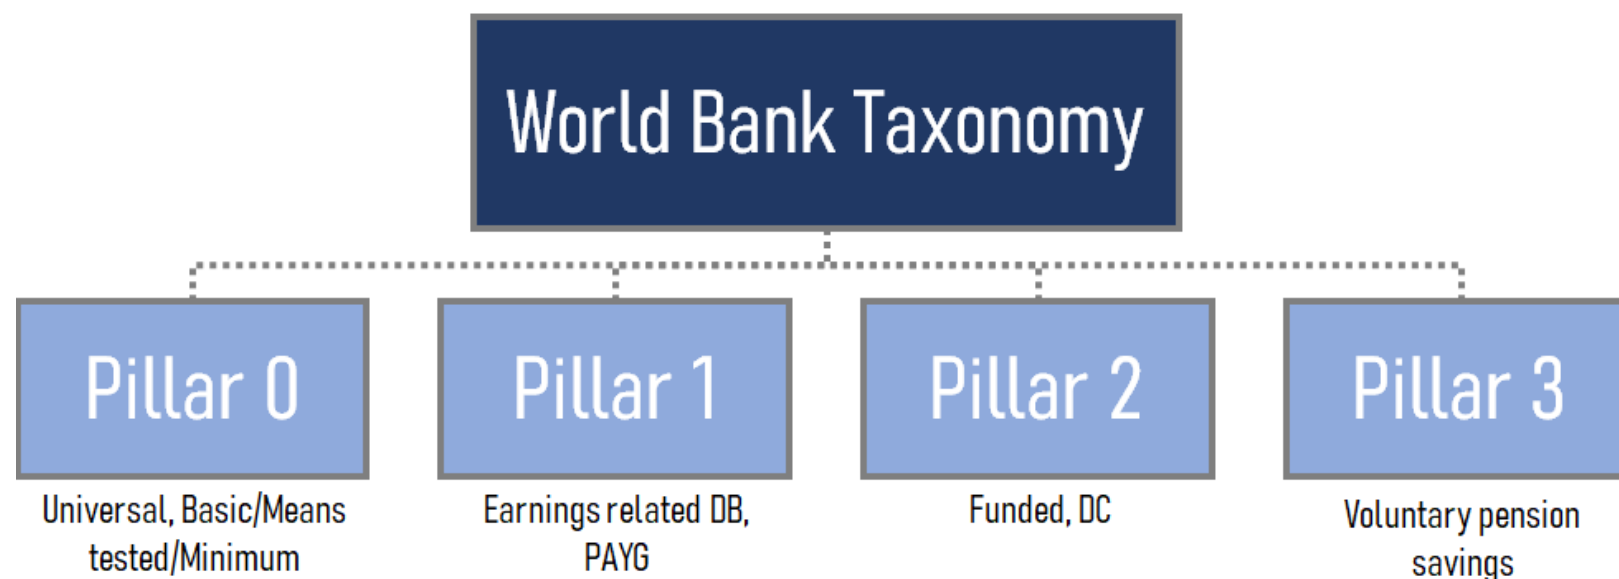 World Bank Taxonomy
Pillar 0
Pillar 1
Pillar 2
Pillar 3
Universal, Basic/Means
tested/Minimum
Earnings related DB,
PAYG
Funded, DC
Voluntary pension
savings